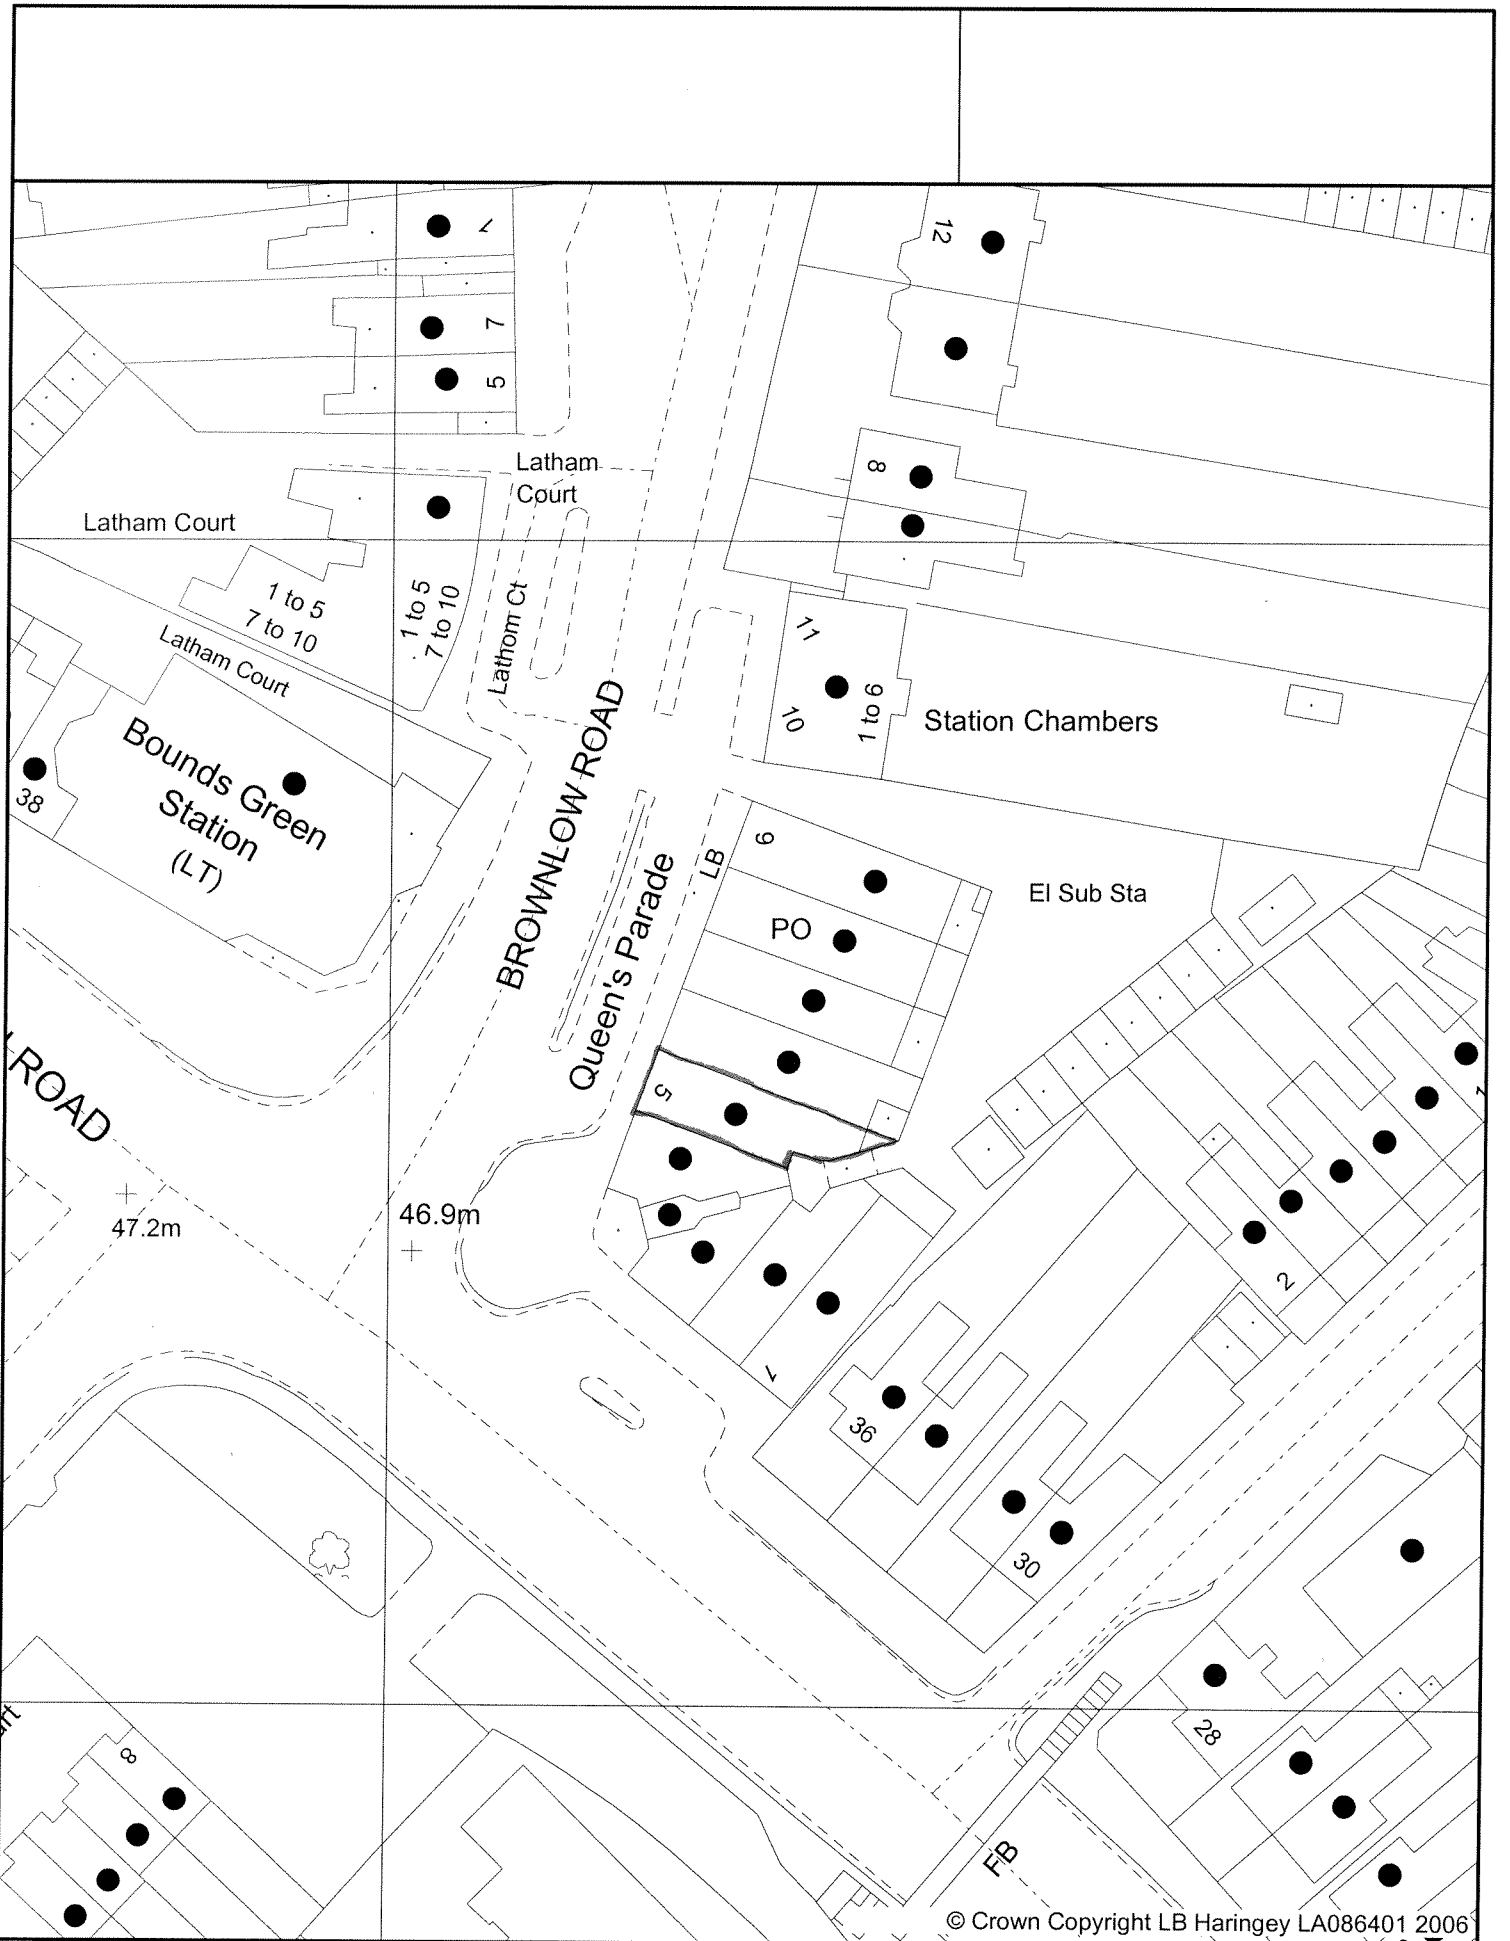 1
7
5
12
8
Latham
Court
Latham Court
1 to 5
7 to 10
1 to 5
7 to 10
Lathom Ct
Latham Court
11
10
1 to 6
Station Chambers
Bounds Green
Station
(LT)
38
BROWNLOW ROAD
Queen's Parade
LB
9
PO
El Sub Sta
5
ROAD
47.2m
46.9m
1
1
2
36
30
28
8
FB
© Crown Copyright LB Haringey LA086401 2006